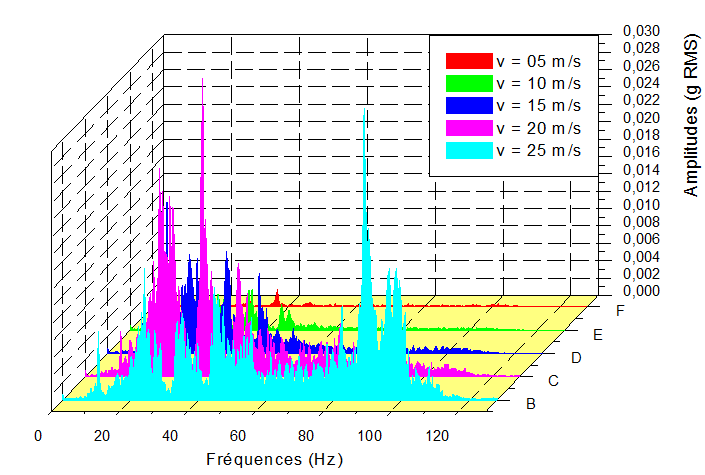 0,030
0,028
0,026
0,024
0,022
0,020
0,018
0,016
0,014
0,012
0,010
0,008
0,006
0,004
0,002
0,000
Amplitudes (g RMS)
v = 05 m/s
v = 10 m/s
v = 15 m/s
v = 20 m/s
v = 25 m/s
F
E
D
C
B
0 20 40 60 80 100 120
Fréquences (Hz)